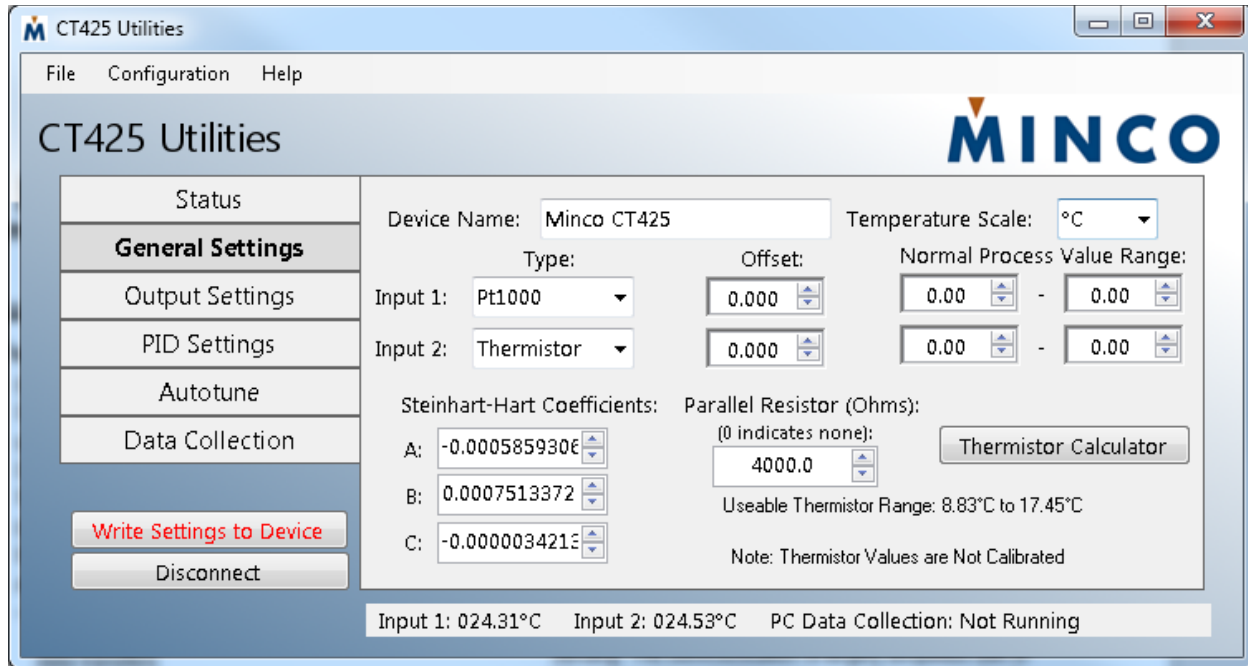 CT425 Utilities
File Configuration Help
CT425 Utilities
MINCO
Status
General Settings
Output Settings
PID Settings
Autotune
Data Collection
Write Settings to Device
Disconnect
Device Name: Minco CT425 Temperature Scale: °C
Type: Offset: Normal Process Value Range:
Input 1: Pt1000 0.000 0.00 - 0.00
Input 2: Thermistor 0.000 0.00 - 0.00
Steinhart-Hart Coefficients: Parallel Resistor (Ohms):
(0 indicates none):
A: -0.000585930 4000.0 Thermistor Calculator
B: 0.0007513372 Useable Thermistor Range: 8.83°C to 17.45°C
C: -0.000003421 Note: Thermistor Values are Not Calibrated
Input 1: 024.31°C Input 2: 024.53°C PC Data Collection: Not Running